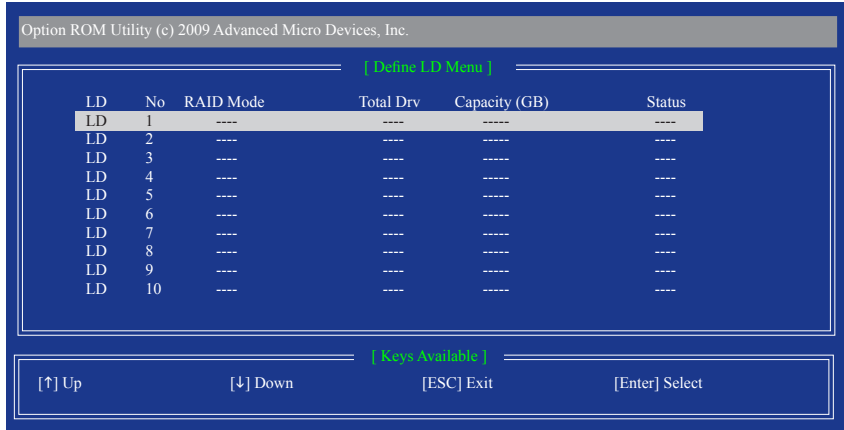 Option ROM Utility (c) 2009 Advanced Micro Devices, Inc.
[ Define LD Menu ]
LD No RAID Mode Total Drv Capacity (GB) Status
LD 1 ---- ---- ----- ----
LD 2 ---- ---- ----- ----
LD 3 ---- ---- ----- ----
LD 4 ---- ---- ----- ----
LD 5 ---- ---- ----- ----
LD 6 ---- ---- ----- ----
LD 7 ---- ---- ----- ----
LD 8 ---- ---- ----- ----
LD 9 ---- ---- ----- ----
LD 10 ---- ---- ----- ----
[ Keys Available ]
[↑] Up [↓] Down [ESC] Exit [Enter] Select